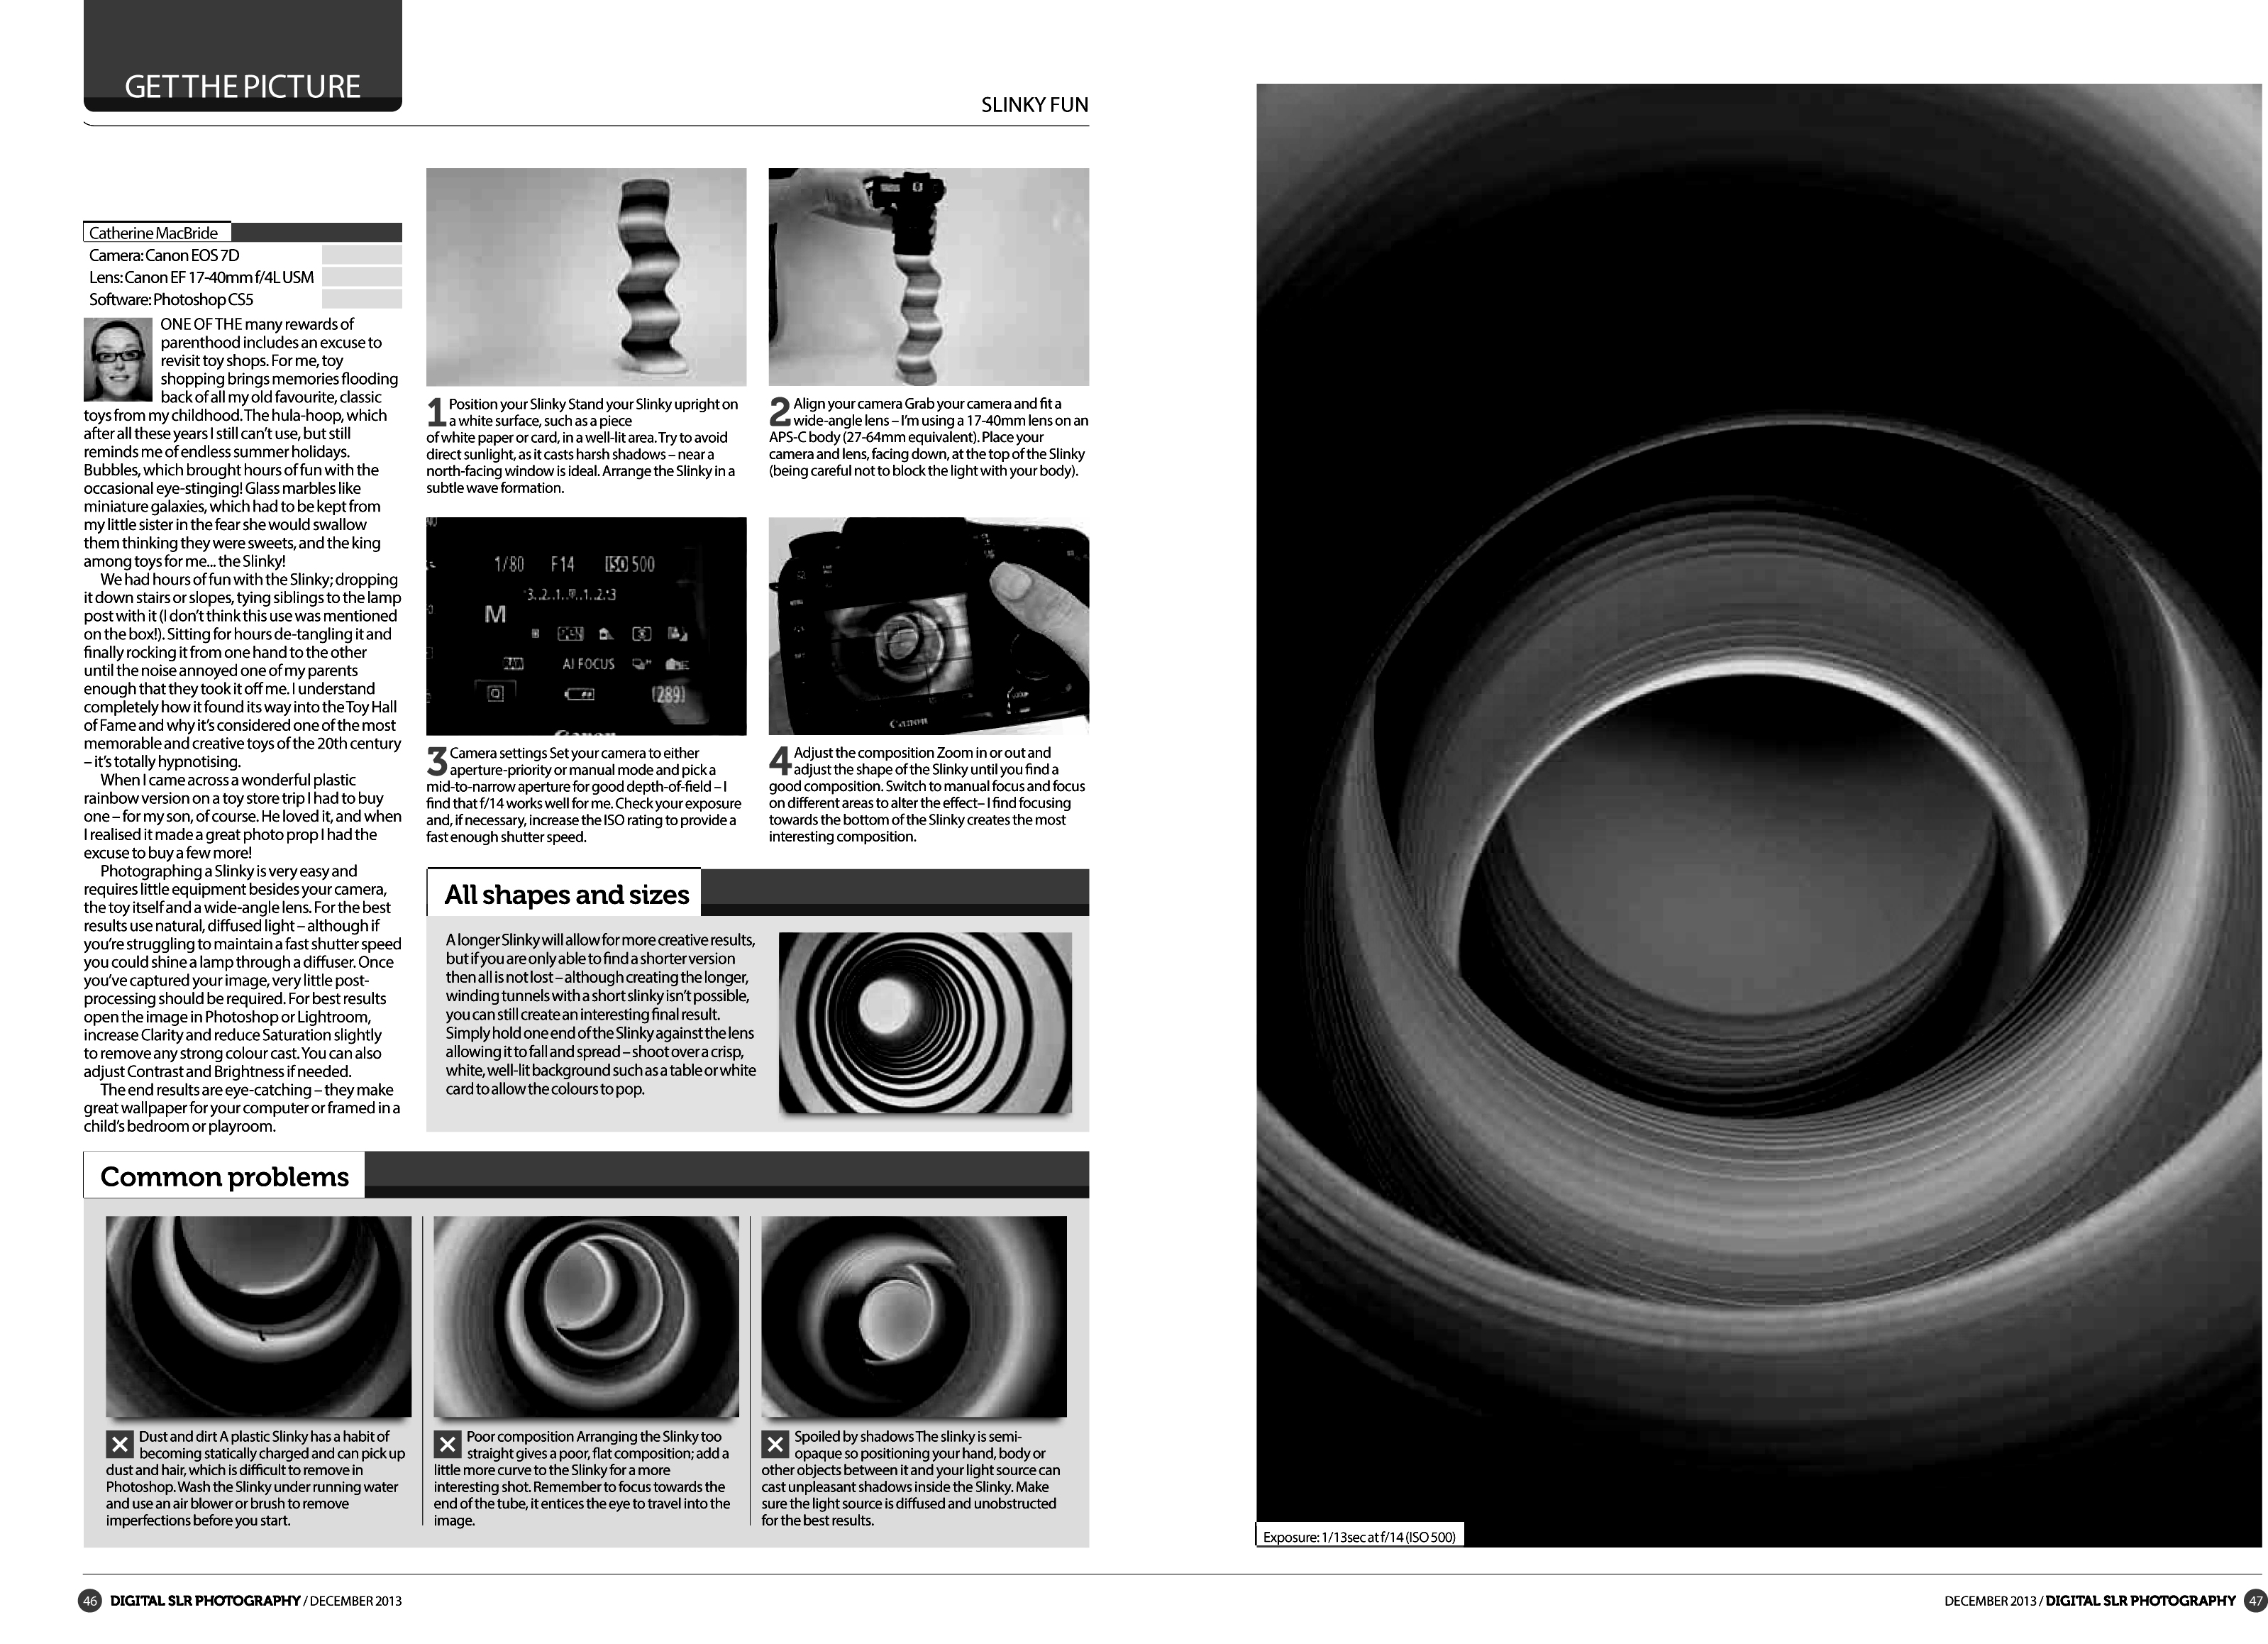 GET THE PICTURE
SLINKY FUN
Catherine MacBride
Camera: Canon EOS 7D
Lens: Canon EF 17-40mm f/4L USM
Software: Photoshop CS5
ONE OF THE many rewards of
parenthood includes an excuse to
revisit toy shops. For me, toy
shopping brings memories flooding
back of all my old favourite, classic
toys from my childhood. The hula-hoop, which
after all these years I still can't use, but still
reminds me of endless summer holidays.
Bubbles, which brought hours of fun with the
occasional eye-stinging! Glass marbles like
miniature galaxies, which had to be kept from
my little sister in the fear she would swallow
them thinking they were sweets, and the king
among toys for me... the Slinky!
We had hours of fun with the Slinky; dropping
it down stairs or slopes, tying siblings to the lamp
post with it (I don't think this use was mentioned
on the box!). Sitting for hours de-tangling it and
finally rocking it from one hand to the other
until the noise annoyed one of my parents
enough that they took it off me. I understand
completely how it found its way into the Toy Hall
of Fame and why it's considered one of the most
memorable and creative toys of the 20th century
– it's totally hypnotising.
When I came across a wonderful plastic
rainbow version on a toy store trip I had to buy
one – for my son, of course. He loved it, and when
I realised it made a great photo prop I had the
excuse to buy a few more!
Photographing a Slinky is very easy and
requires little equipment besides your camera,
the toy itself and a wide-angle lens. For the best
results use natural, diffused light – although if
you're struggling to maintain a fast shutter speed
you could shine a lamp through a diffuser. Once
you've captured your image, very little post-
processing should be required. For best results
open the image in Photoshop or Lightroom,
increase Clarity and reduce Saturation slightly
to remove any strong colour cast. You can also
adjust Contrast and Brightness if needed.
The end results are eye-catching – they make
great wallpaper for your computer or framed in a
child's bedroom or playroom.
1 Position your Slinky Stand your Slinky upright on
a white surface, such as a piece
of white paper or card, in a well-lit area. Try to avoid
direct sunlight, as it casts harsh shadows – near a
north-facing window is ideal. Arrange the Slinky in a
subtle wave formation.
2 Align your camera Grab your camera and fit a
wide-angle lens – I'm using a 17-40mm lens on an
APS-C body (27-64mm equivalent). Place your
camera and lens, facing down, at the top of the Slinky
(being careful not to block the light with your body).
1/80 F14 ISO 500
-3..2..1..0..1..2..3
M
RAW AI FOCUS
Q [289]
Canon
Canon
3 Camera settings Set your camera to either
aperture-priority or manual mode and pick a
mid-to-narrow aperture for good depth-of-field – I
find that f/14 works well for me. Check your exposure
and, if necessary, increase the ISO rating to provide a
fast enough shutter speed.
4 Adjust the composition Zoom in or out and
adjust the shape of the Slinky until you find a
good composition. Switch to manual focus and focus
on different areas to alter the effect– I find focusing
towards the bottom of the Slinky creates the most
interesting composition.
All shapes and sizes
A longer Slinky will allow for more creative results,
but if you are only able to find a shorter version
then all is not lost – although creating the longer,
winding tunnels with a short slinky isn't possible,
you can still create an interesting final result.
Simply hold one end of the Slinky against the lens
allowing it to fall and spread – shoot over a crisp,
white, well-lit background such as a table or white
card to allow the colours to pop.
Common problems
Dust and dirt A plastic Slinky has a habit of
becoming statically charged and can pick up
dust and hair, which is difficult to remove in
Photoshop. Wash the Slinky under running water
and use an air blower or brush to remove
imperfections before you start.
Poor composition Arranging the Slinky too
straight gives a poor, flat composition; add a
little more curve to the Slinky for a more
interesting shot. Remember to focus towards the
end of the tube, it entices the eye to travel into the
image.
Spoiled by shadows The slinky is semi-
opaque so positioning your hand, body or
other objects between it and your light source can
cast unpleasant shadows inside the Slinky. Make
sure the light source is diffused and unobstructed
for the best results.
Exposure: 1/13sec at f/14 (ISO 500)
46 DIGITAL SLR PHOTOGRAPHY / DECEMBER 2013
DECEMBER 2013 / DIGITAL SLR PHOTOGRAPHY 47